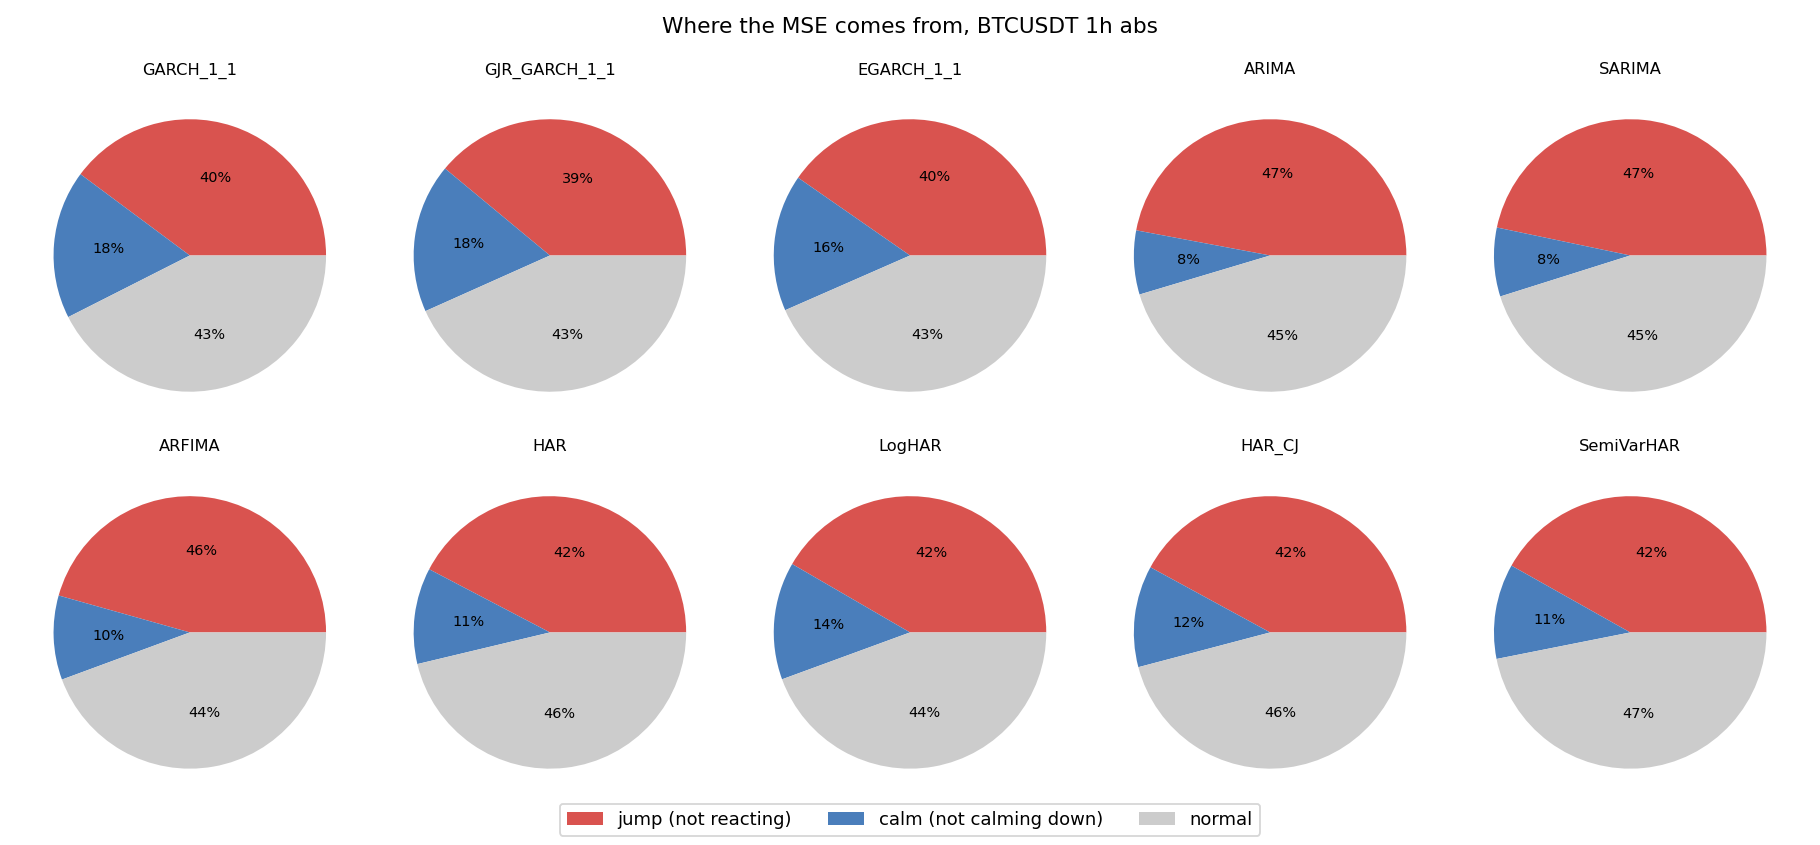 Where the MSE comes from, BTCUSDT 1h abs
GARCH_1_1
GJR_GARCH_1_1
EGARCH_1_1
ARIMA
SARIMA
40%
18%
43%
39%
18%
43%
40%
16%
43%
47%
8%
45%
47%
8%
45%
ARFIMA
HAR
LogHAR
HAR_CJ
SemiVarHAR
46%
10%
44%
42%
11%
46%
42%
14%
44%
42%
12%
46%
42%
11%
47%
jump (not reacting)
calm (not calming down)
normal